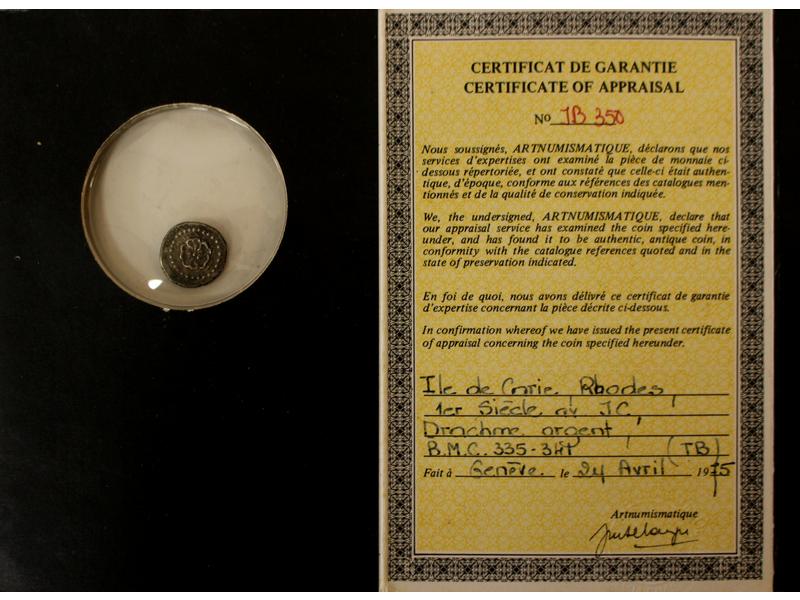 CERTIFICAT DE GARANTIE
CERTIFICATE OF APPRAISAL
No JB 350
Nous soussignés, ARTNUMISMATIQUE, déclarons que nos
services d'expertises ont examiné la pièce de monnaie ci-
dessous répertoriée, et ont constaté que celle-ci était authen-
tique, d'époque, conforme aux références des catalogues men-
tionnés et de la qualité de conservation indiquée.
We, the undersigned, ARTNUMISMATIQUE, declare that
our appraisal service has examined the coin specified here-
under, and has found it to be authentic, antique coin, in
conformity with the catalogue references quoted and in the
state of preservation indicated.
En foi de quoi, nous avons délivré ce certificat de garantie
d'expertise concernant la pièce décrite ci-dessous.
In confirmation whereof we have issued the present certificate
of appraisal concerning the coin specified hereunder.
Ile de Carie, Rhodes,
1er Siècle av J.C,
Drachme argent,
B.M.C. 335- (TB)
Fait à Genève. le 24 Avril 1975
Artnumismatique